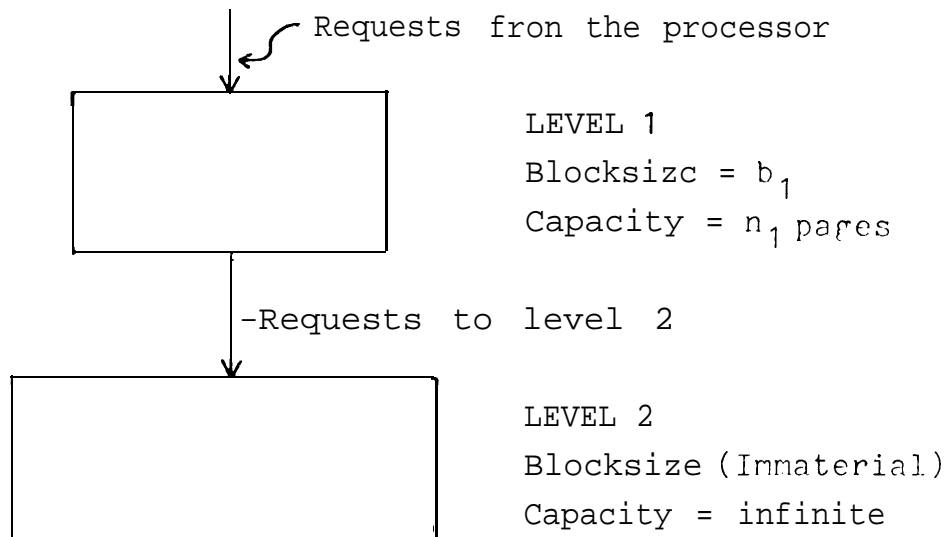 Requests fron the processor
LEVEL 1
Blocksizc = b₁
Capacity = n₁ pages
-Requests to level 2
LEVEL 2
Blocksize (Inmaterial)
Capacity = infinite